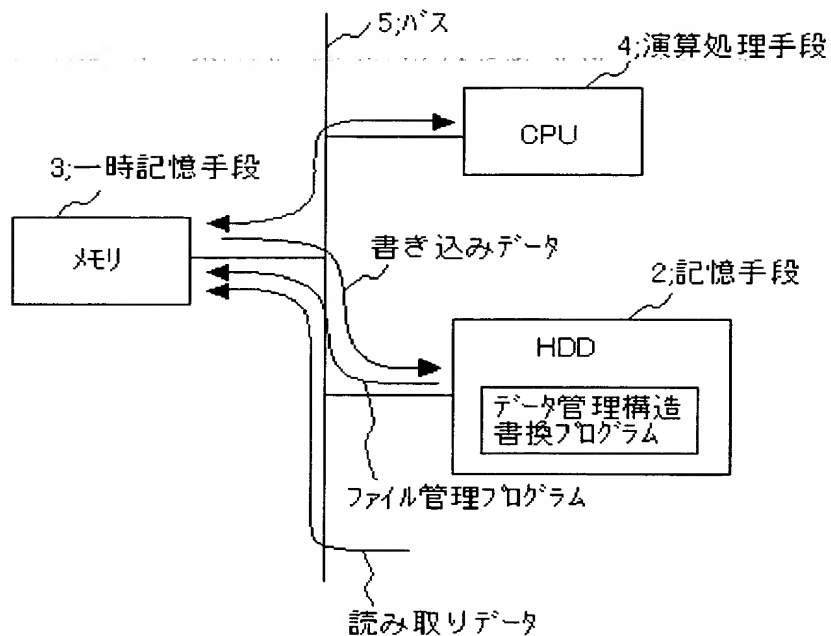 5;バス
4;演算処理手段
CPU
3;一時記憶手段
メモリ
書き込みデータ
2;記憶手段
HDD
データ管理構造
書換プログラム
ファイル管理プログラム
読み取りデータ